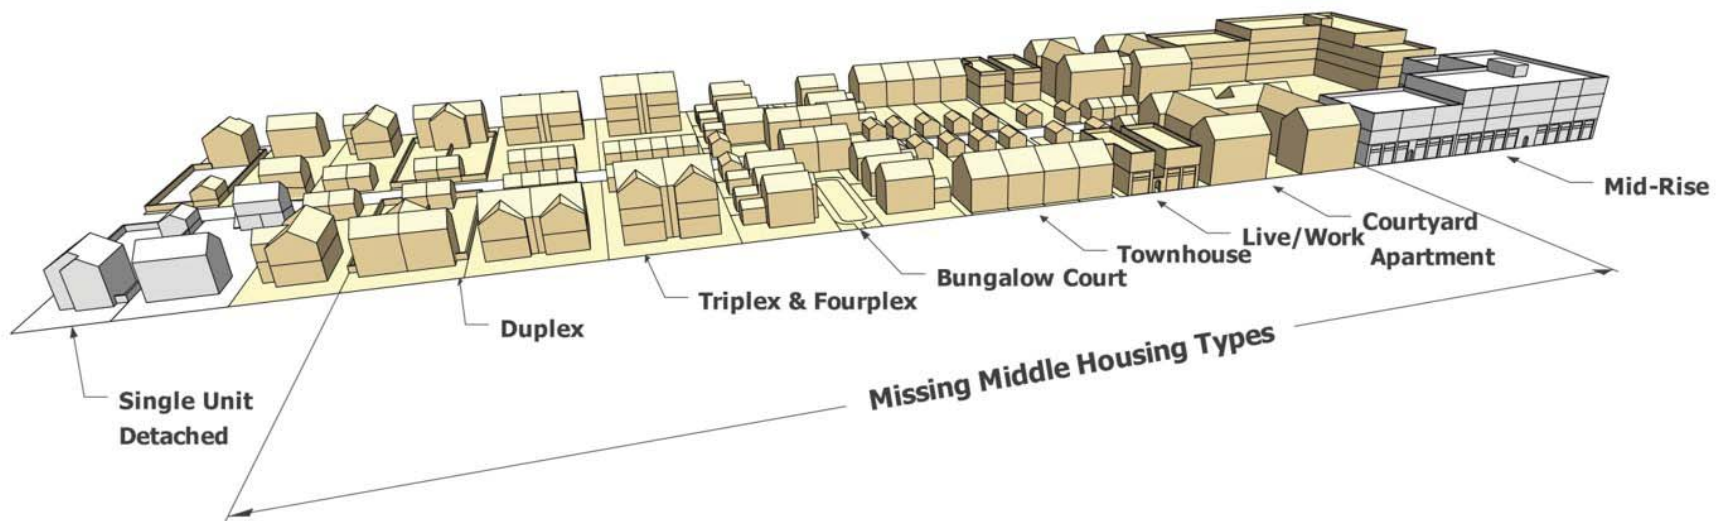 Single Unit
Detached
Duplex
Triplex & Fourplex
Bungalow Court
Townhouse
Live/Work
Courtyard
Apartment
Mid-Rise
Missing Middle Housing Types